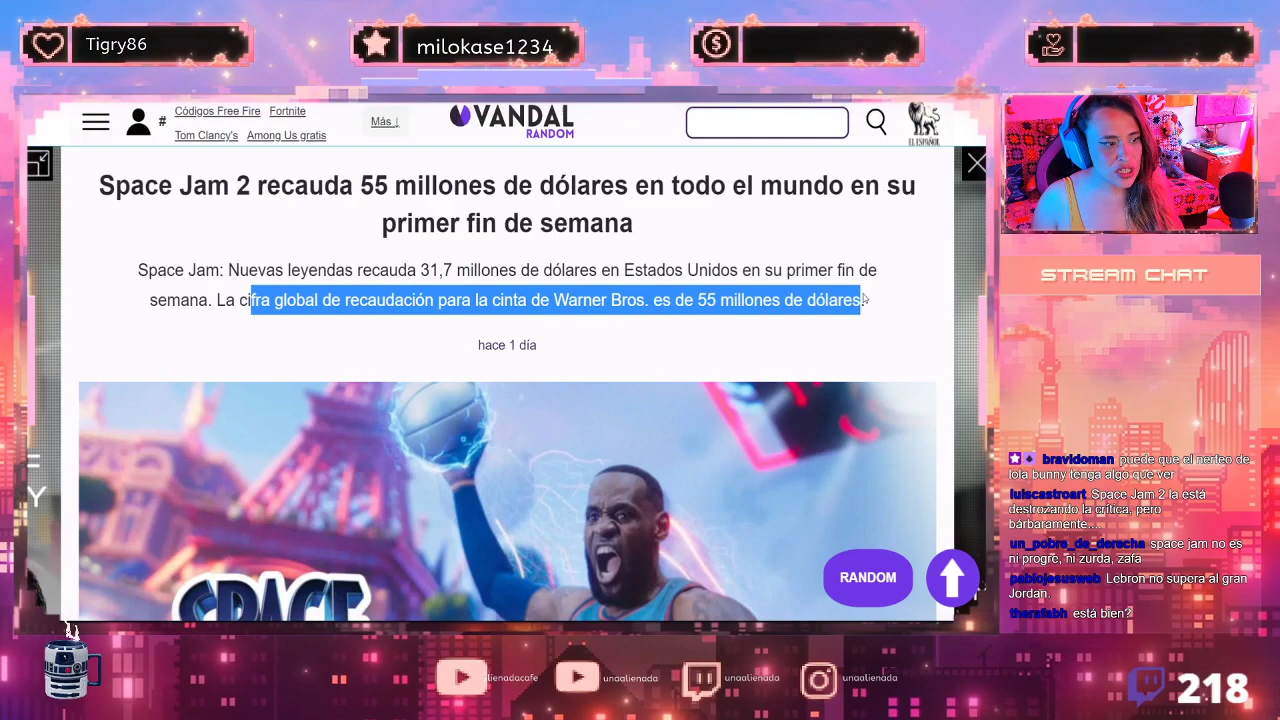 Tigry86
milokase1234
# Códigos Free Fire Fortnite
Tom Clancy's Among Us gratis
Más ↓
VANDAL
RANDOM
EL ESPAÑOL
Space Jam 2 recauda 55 millones de dólares en todo el mundo en su
primer fin de semana
Space Jam: Nuevas leyendas recauda 31,7 millones de dólares en Estados Unidos en su primer fin de
semana. La cifra global de recaudación para la cinta de Warner Bros. es de 55 millones de dólares.
hace 1 día
Y
SPACE
RANDOM
STREAM CHAT
bravidoman puede que el nerfeo de
lola bunny tenga algo que ver
luiscastroart Space Jam 2 la está
destrozando la crítica, pero
bárbaramente....
un_pobre_de_derecha space jam no es
ni progre, ni zurda, zafa
pablojesusweb Lebron no supera al gran
Jordan.
therafabh está bien?
lienadacafe
unaalienada
unaalienada
unaalienada
218